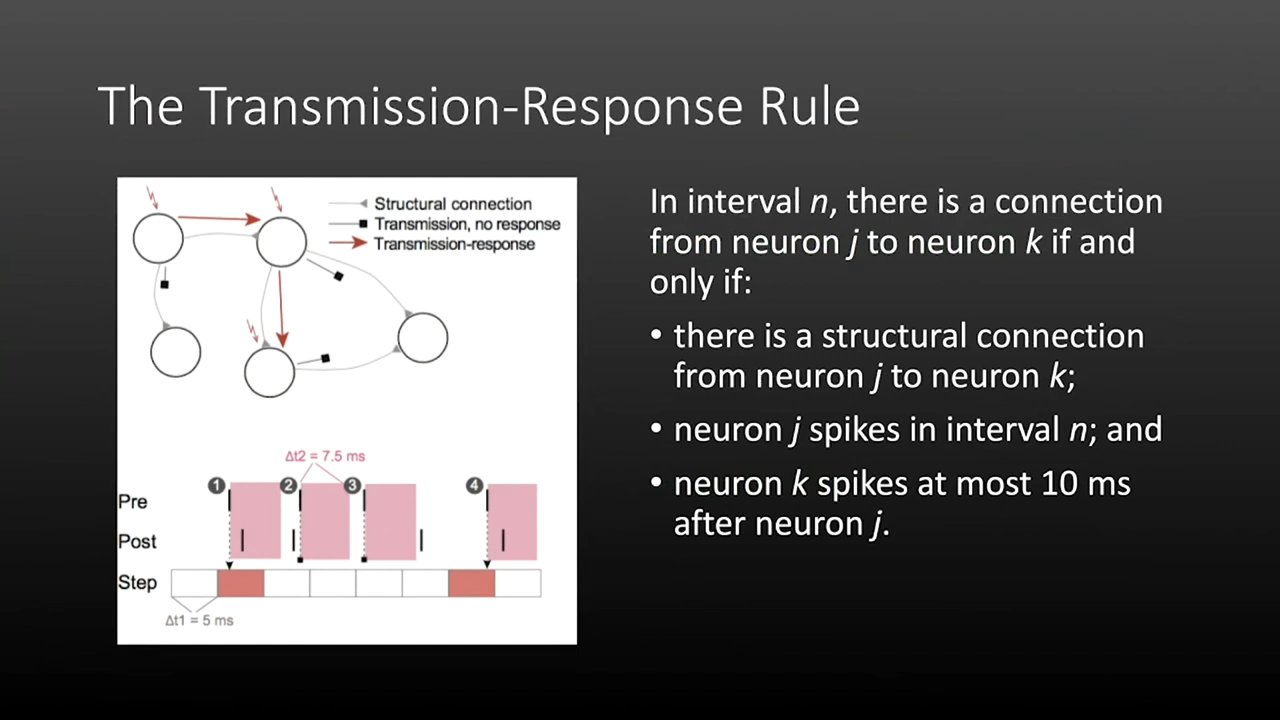 The Transmission-Response Rule
Structural connection
Transmission, no response
Transmission-response
Δt2 = 7.5 ms
1 2 3 4
Pre
Post
Step
Δt1 = 5 ms
In interval n, there is a connection
from neuron j to neuron k if and
only if:
• there is a structural connection
from neuron j to neuron k;
• neuron j spikes in interval n; and
• neuron k spikes at most 10 ms
after neuron j.